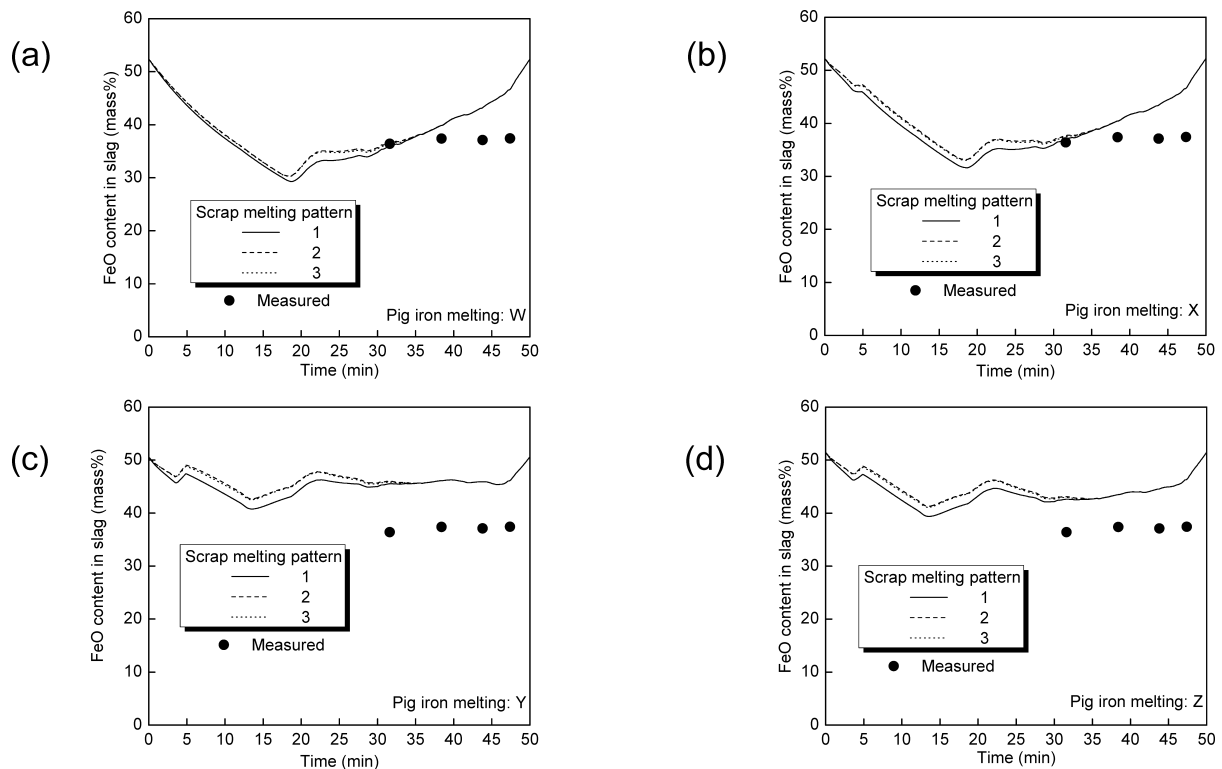 (a)
60
50
40
30
20
10
0
FeO content in slag (mass%)
Scrap melting pattern
1
2
3
Measured
Pig iron melting: W
0 5 10 15 20 25 30 35 40 45 50
Time (min)
(b)
60
50
40
30
20
10
0
FeO content in slag (mass%)
Scrap melting pattern
1
2
3
Measured
Pig iron melting: X
0 5 10 15 20 25 30 35 40 45 50
Time (min)
(c)
60
50
40
30
20
10
0
FeO content in slag (mass%)
Scrap melting pattern
1
2
3
Measured
Pig iron melting: Y
0 5 10 15 20 25 30 35 40 45 50
Time (min)
(d)
60
50
40
30
20
10
0
FeO content in slag (mass%)
Scrap melting pattern
1
2
3
Measured
Pig iron melting: Z
0 5 10 15 20 25 30 35 40 45 50
Time (min)